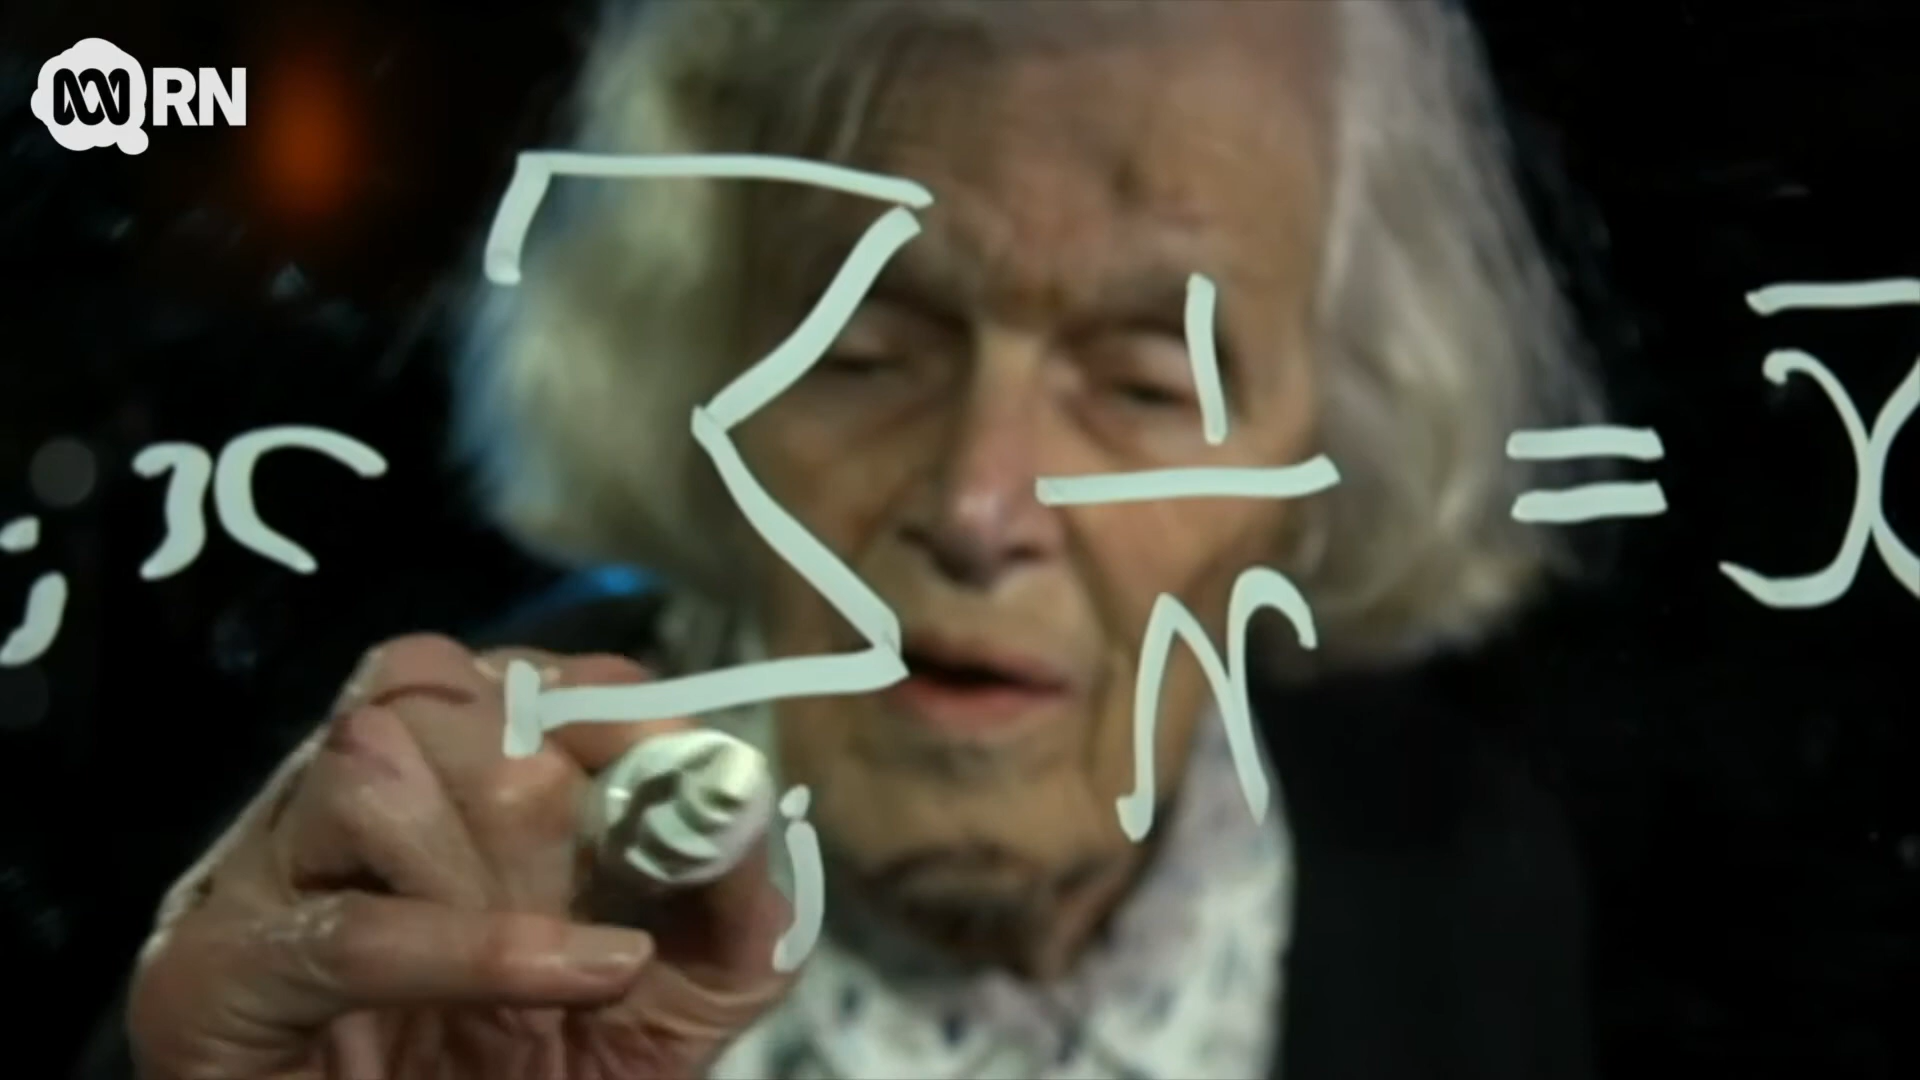 RN
x̄ = 1/n Σ i x i